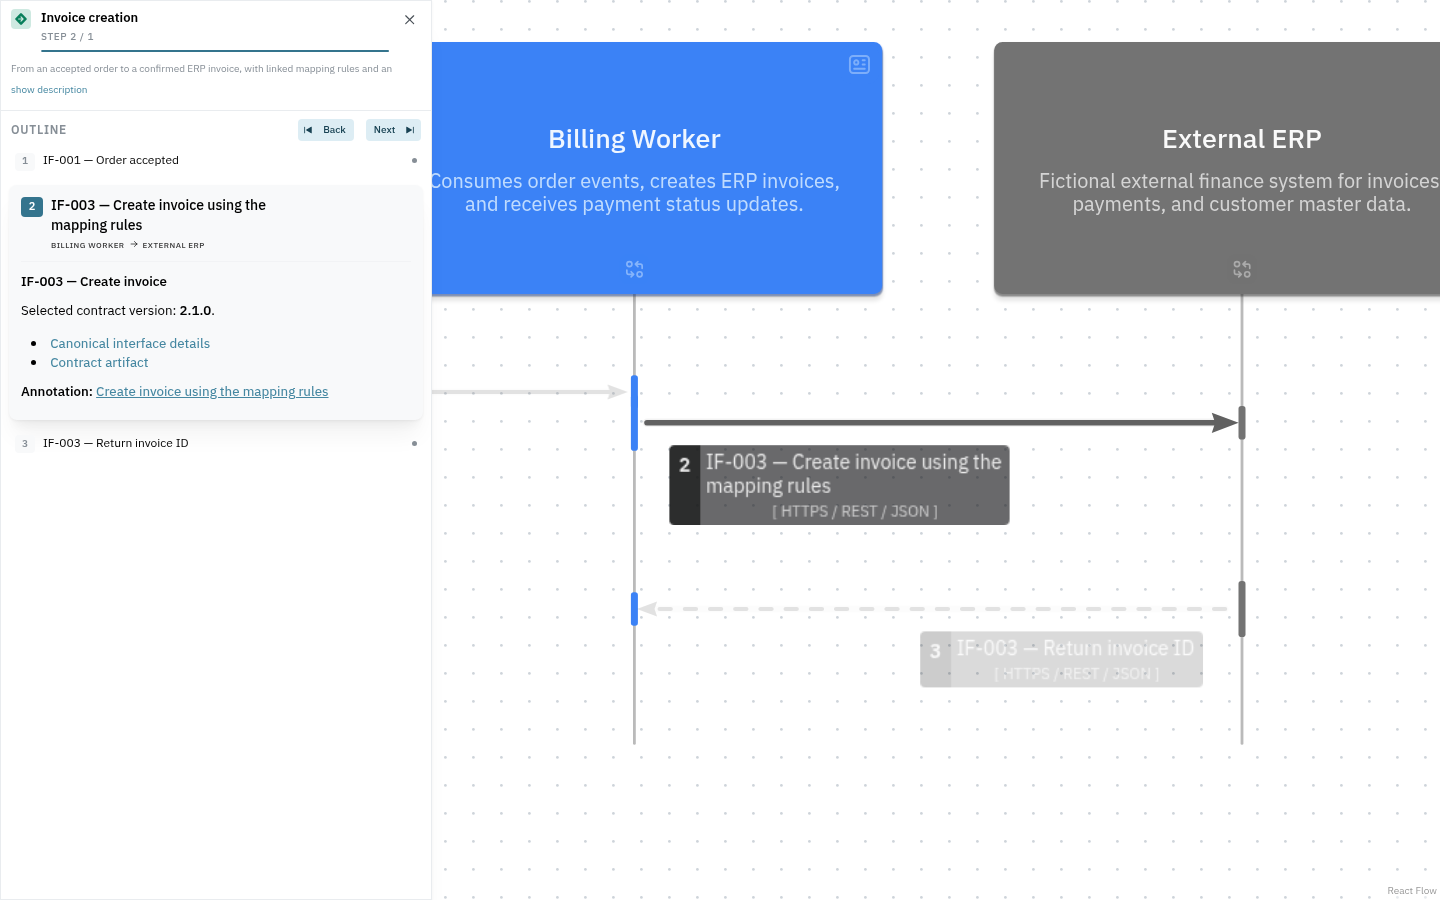 Invoice creation
STEP 2 / 1
From an accepted order to a confirmed ERP invoice, with linked mapping rules and an
show description
OUTLINE
Back
Next
1 IF-001 — Order accepted
2 IF-003 — Create invoice using the
mapping rules
BILLING WORKER → EXTERNAL ERP
IF-003 — Create invoice
Selected contract version: 2.1.0.
• Canonical interface details
• Contract artifact
Annotation: Create invoice using the mapping rules
3 IF-003 — Return invoice ID
Billing Worker
Consumes order events, creates ERP invoices,
and receives payment status updates.
External ERP
Fictional external finance system for invoices
payments, and customer master data.
2 IF-003 — Create invoice using the
mapping rules
[ HTTPS / REST / JSON ]
3 IF-003 — Return invoice ID
[ HTTPS / REST / JSON ]
React Flow